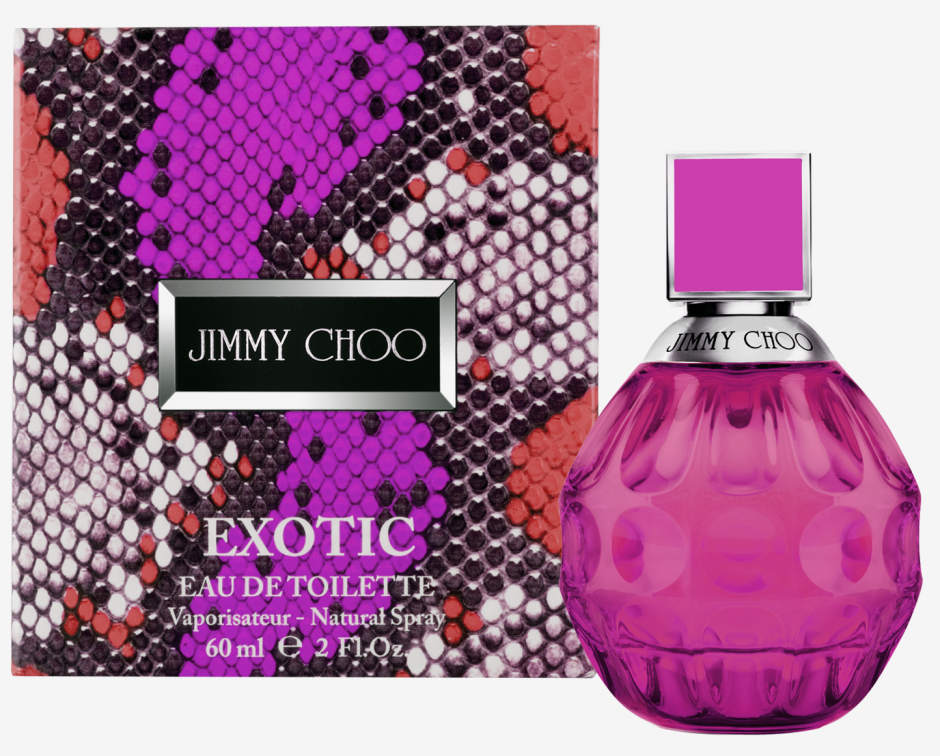 JIMMY CHOO
EXOTIC
EAU DE TOILETTE
Vaporisateur - Natural Spray
60 ml ℮ 2 Fl.Oz.
JIMMY CHOO